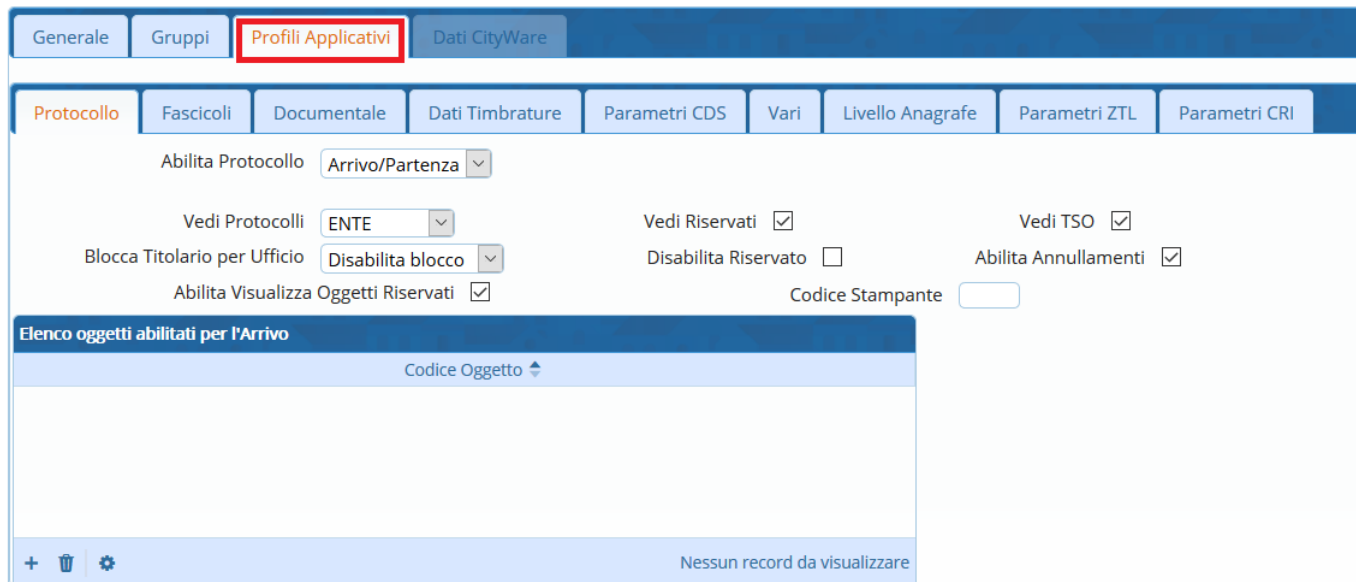 Generale Gruppi Profili Applicativi Dati CityWare
Protocollo Fascicoli Documentale Dati Timbrature Parametri CDS Vari Livello Anagrafe Parametri ZTL Parametri CRI
Abilita Protocollo Arrivo/Partenza
Vedi Protocolli ENTE Vedi Riservati Vedi TSO
Blocca Titolario per Ufficio Disabilita blocco Disabilita Riservato Abilita Annullamenti
Abilita Visualizza Oggetti Riservati Codice Stampante
Elenco oggetti abilitati per l'Arrivo
Codice Oggetto
Nessun record da visualizzare